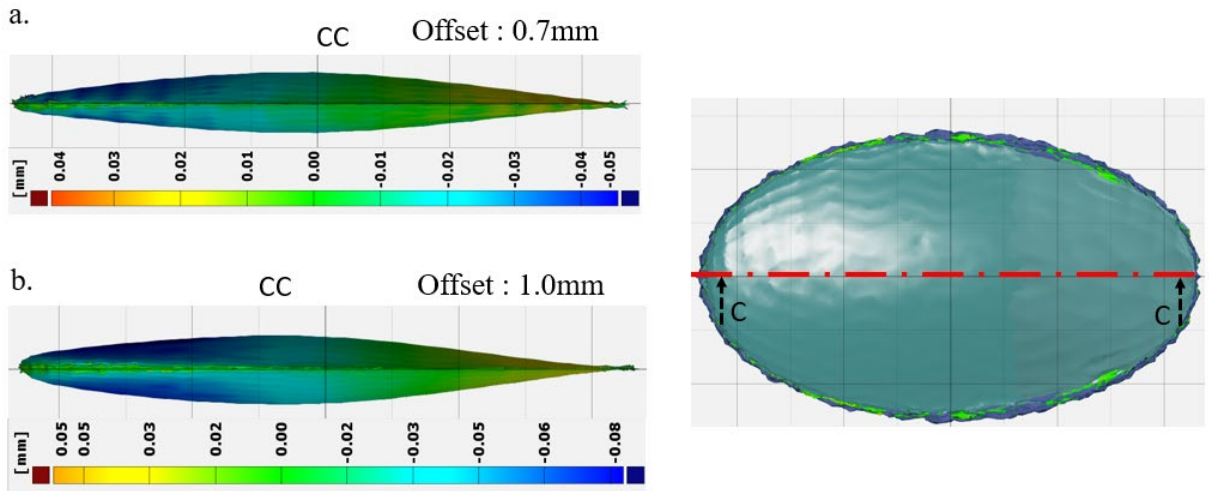 a.
CC Offset : 0.7mm
[mm] 0.04 0.03 0.02 0.01 0.00 -0.01 -0.02 -0.03 -0.04 -0.05
b.
CC Offset : 1.0mm
[mm] 0.05 0.05 0.03 0.02 0.00 -0.02 -0.03 -0.05 -0.06 -0.08
C C